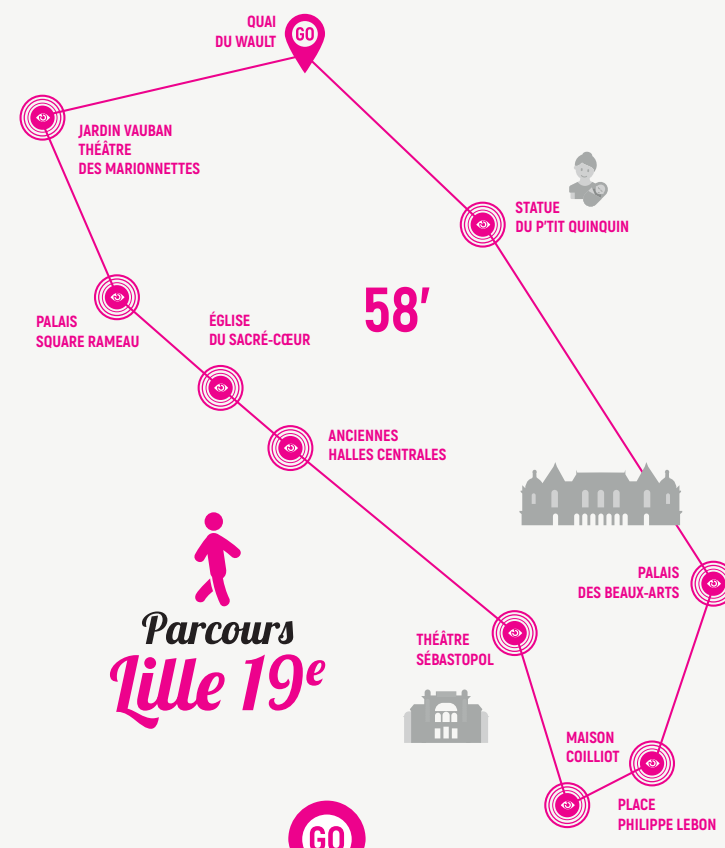 QUAI
DU WAULT
GO
JARDIN VAUBAN
THÉÂTRE
DES MARIONNETTES
STATUE
DU P'TIT QUINQUIN
58'
PALAIS
SQUARE RAMEAU
ÉGLISE
DU SACRÉ-CŒUR
ANCIENNES
HALLES CENTRALES
PALAIS
DES BEAUX-ARTS
Parcours
Lille 19e
THÉÂTRE
SÉBASTOPOL
MAISON
COILLIOT
PLACE
PHILIPPE LEBON
GO